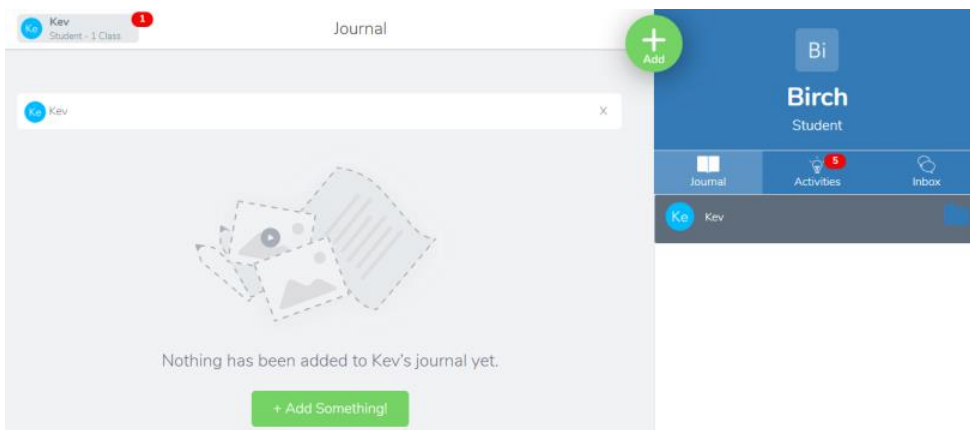 Ke
Kev
Student - 1 Class
1
Journal
Add
Bi
Birch
Student
Journal
5
Activities
Inbox
Ke
Kev
Ke
Kev
X
Nothing has been added to Kev's journal yet.
+ Add Something!